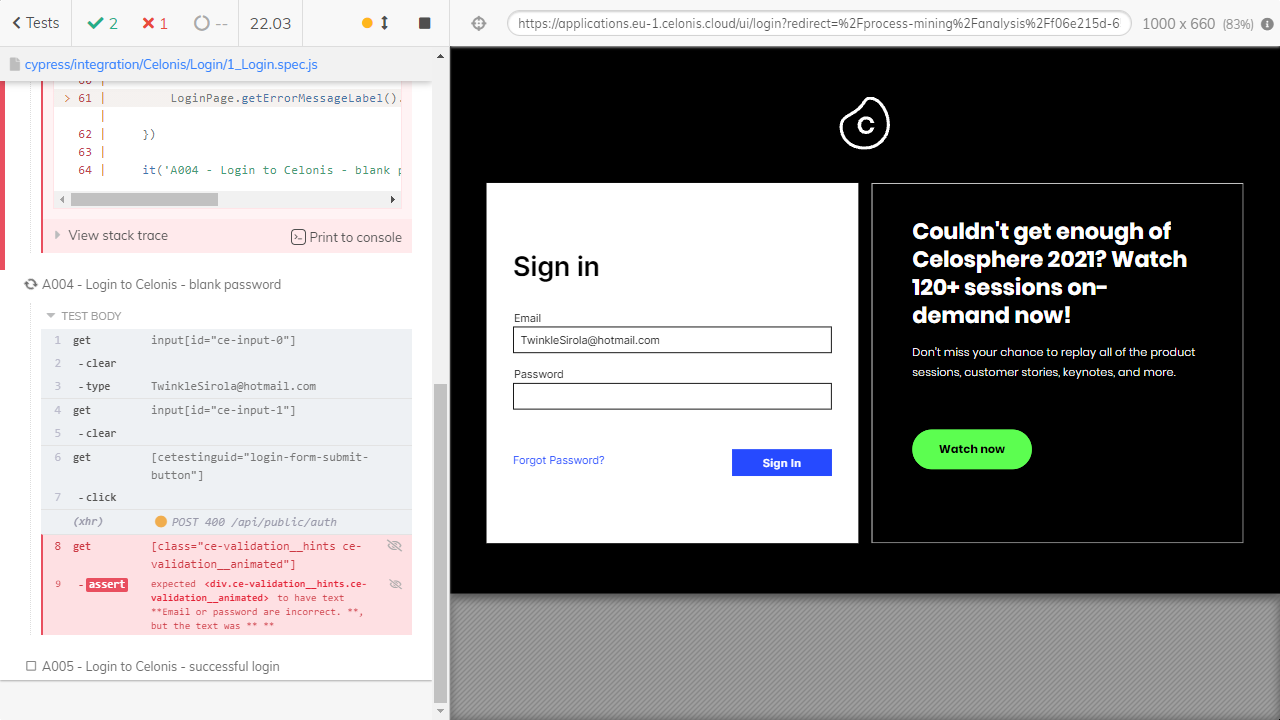 Tests 2 1 -- 22.03
https://applications.eu-1.celonis.cloud/ui/login?redirect=%2Fprocess-mining%2Fanalysis%2Ff06e215d-6
1000 x 660 (83%)
cypress/integration/Celonis/Login/1_Login.spec.js
60 |
> 61 | LoginPage.getErrorMessageLabel().
|
62 | })
63 |
64 | it('A004 - Login to Celonis - blank p
View stack trace
Print to console
A004 - Login to Celonis - blank password
TEST BODY
1 get input[id="ce-input-0"]
2 -clear
3 -type TwinkleSirola@hotmail.com
4 get input[id="ce-input-1"]
5 -clear
6 get [cetestinguid="login-form-submit-
button"]
7 -click
(xhr) POST 400 /api/public/auth
8 get [class="ce-validation__hints ce-
validation__animated"]
9 -assert expected <div.ce-validation__hints.ce-
validation__animated> to have text
**Email or password are incorrect. **,
but the text was ** **
A005 - Login to Celonis - successful login
C
Sign in
Email
TwinkleSirola@hotmail.com
Password
Forgot Password?
Sign In
Couldn't get enough of
Celosphere 2021? Watch
120+ sessions on-
demand now!
Don't miss your chance to replay all of the product
sessions, customer stories, keynotes, and more.
Watch now